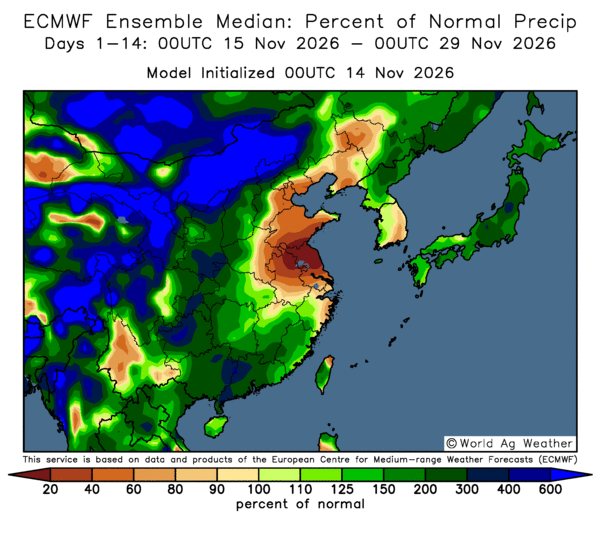 ECMWF Ensemble Median: Percent of Normal Precip
Days 1−14: 00UTC 15 Nov 2026 − 00UTC 29 Nov 2026
Model Initialized 00UTC 14 Nov 2026
© World Ag Weather
This service is based on data and products of the European Centre for Medium-range Weather Forecasts (ECMWF)
20 40 60 80 90 100 110 125 150 200 300 400 600
percent of normal